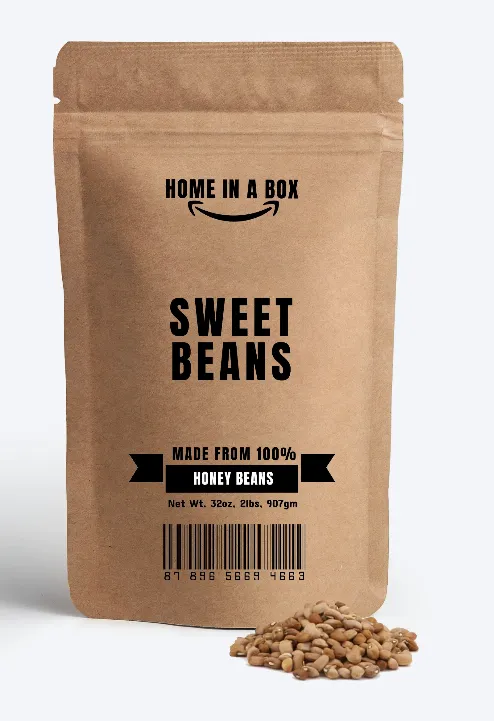 HOME IN A BOX
SWEET
BEANS
MADE FROM 100%
HONEY BEANS
Net Wt. 32oz, 2lbs, 907gm
87 896 5669 4663